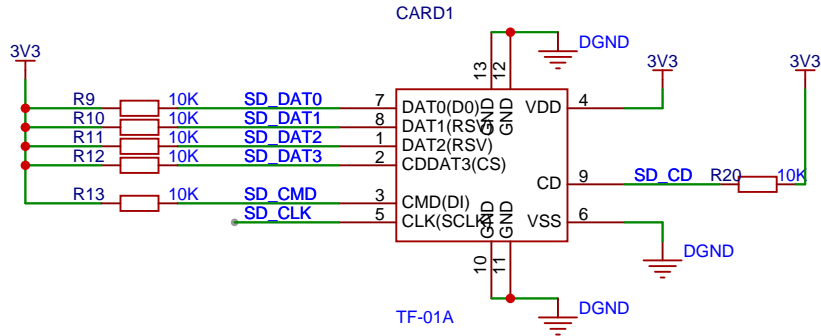 CARD1
3V3
13
12
DGND
3V3
3V3
R9 10K SD_DAT0 7 DAT0(D0) GND GND VDD 4
R10 10K SD_DAT1 8 DAT1(RSV)
R11 10K SD_DAT2 1 DAT2(RSV)
R12 10K SD_DAT3 2 CDDAT3(CS)
CD 9 SD_CD R20 10K
R13 10K SD_CMD 3 CMD(DI)
SD_CLK 5 CLK(SCLK) GND GND VSS 6
DGND
10
11
DGND
TF-01A